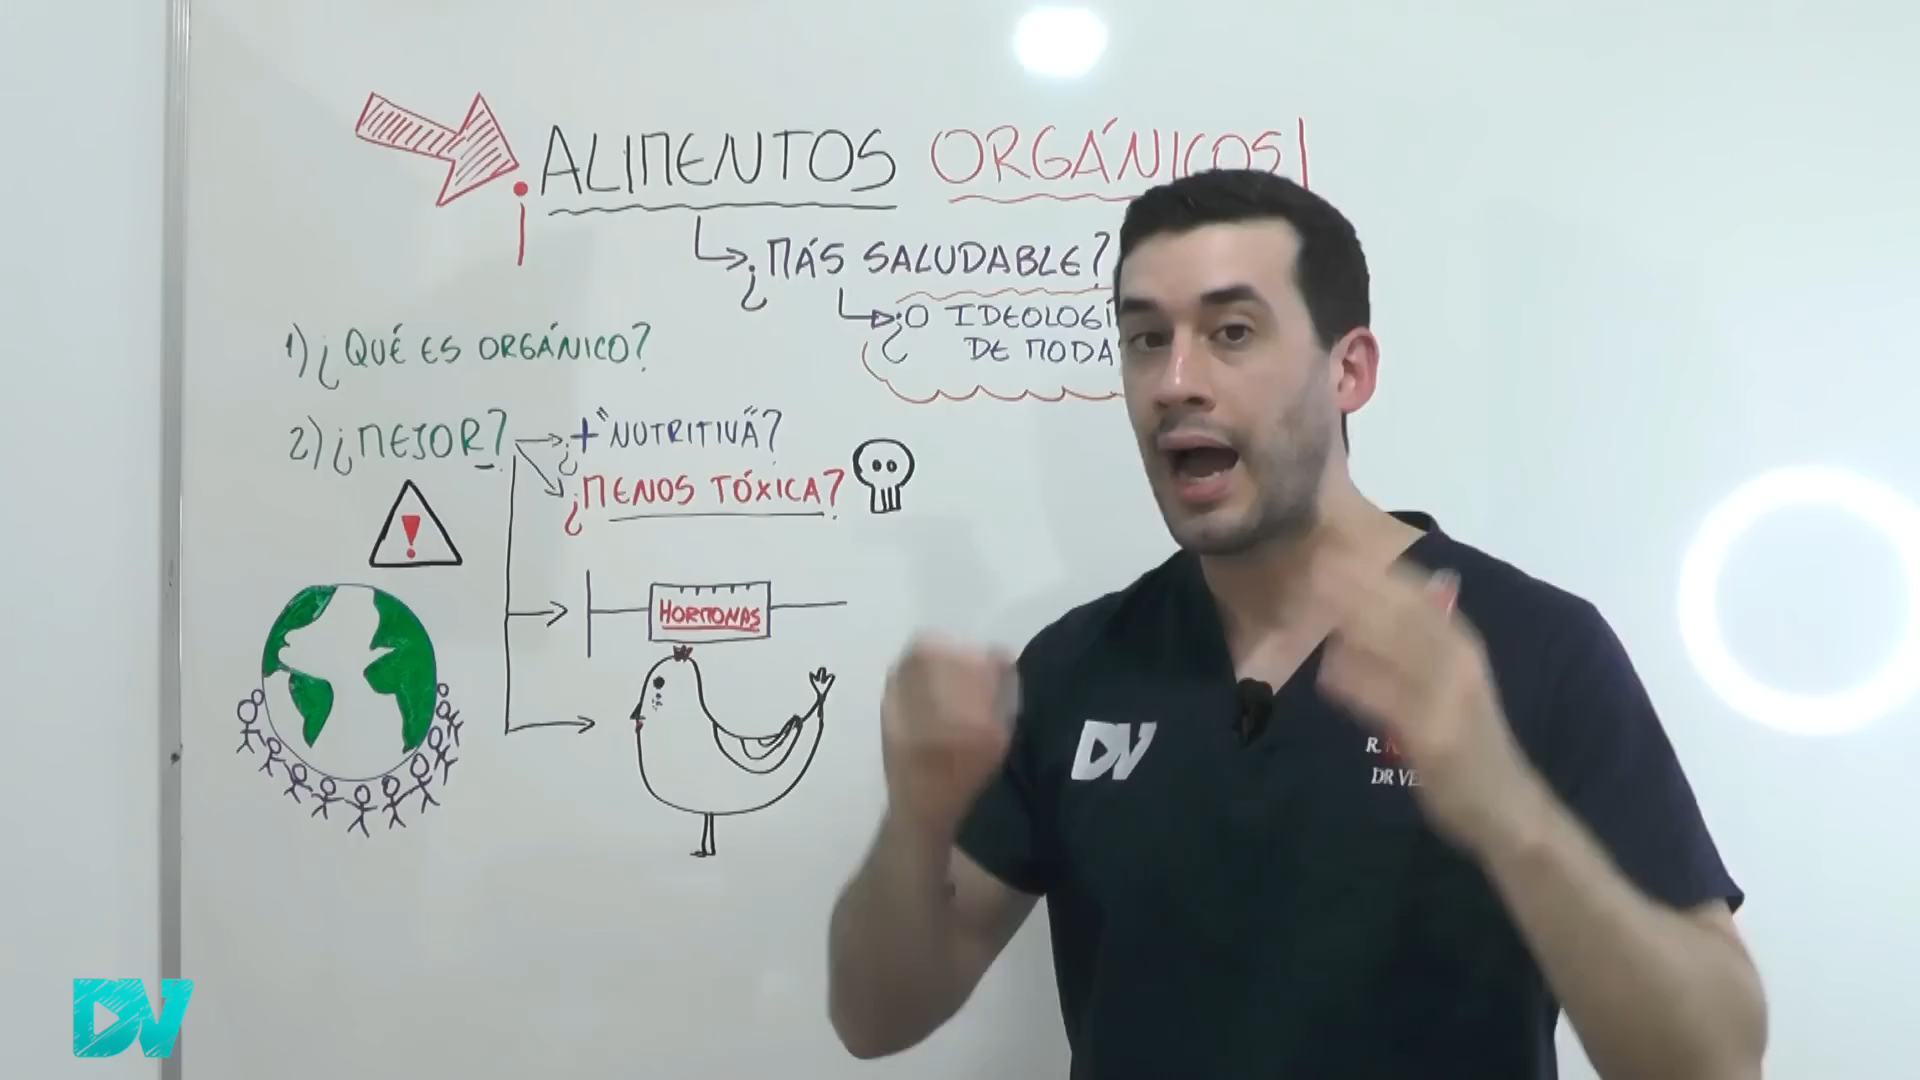 ¡ALIMENTOS ORGÁNICOS!
¿MÁS SALUDABLE?
¿O IDEOLOGÍ
DE MODA
1) ¿QUÉ ES ORGÁNICO?
2) ¿MEJOR?
¿+ "NUTRITIVA"?
¿MENOS TÓXICA?
!
HORMONAS
DV
R.
DR VE
DV